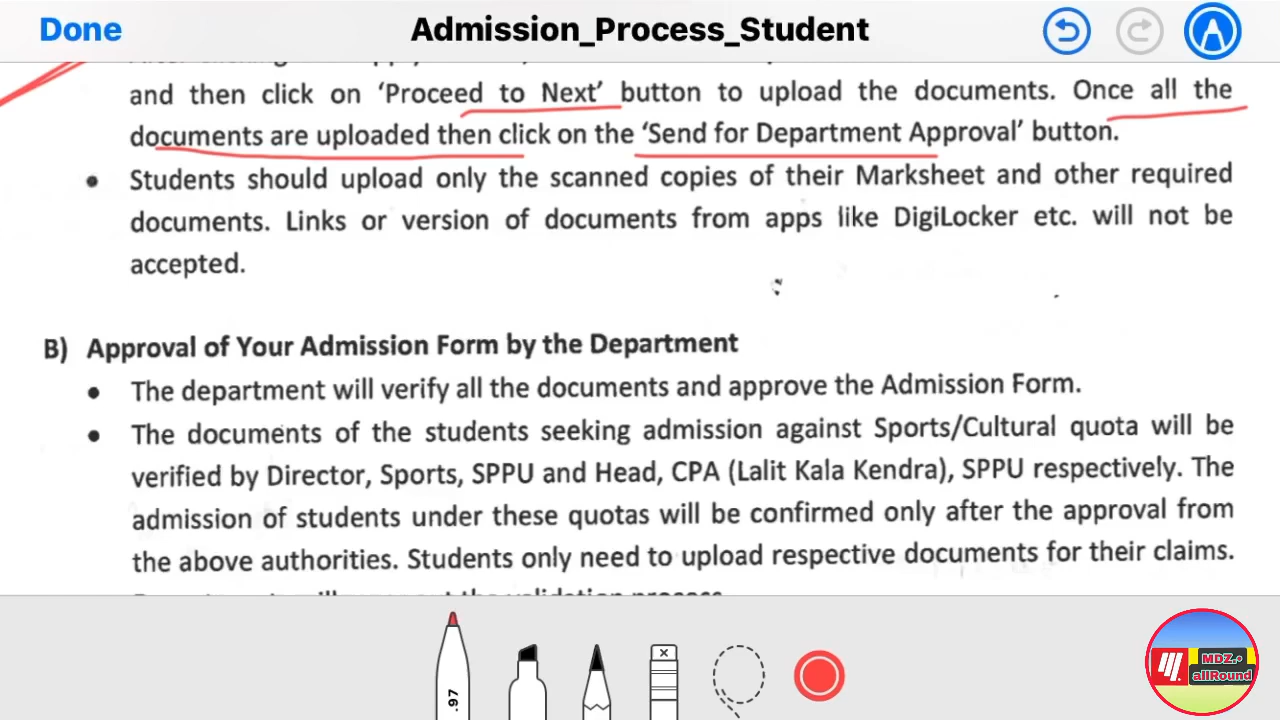 Done
Admission_Process_Student
and then click on ‘Proceed to Next’ button to upload the documents. Once all the
documents are uploaded then click on the ‘Send for Department Approval’ button.
• Students should upload only the scanned copies of their Marksheet and other required
documents. Links or version of documents from apps like DigiLocker etc. will not be
accepted.
B) Approval of Your Admission Form by the Department
• The department will verify all the documents and approve the Admission Form.
• The documents of the students seeking admission against Sports/Cultural quota will be
verified by Director, Sports, SPPU and Head, CPA (Lalit Kala Kendra), SPPU respectively. The
admission of students under these quotas will be confirmed only after the approval from
the above authorities. Students only need to upload respective documents for their claims.
.97
MDZ.
allRound